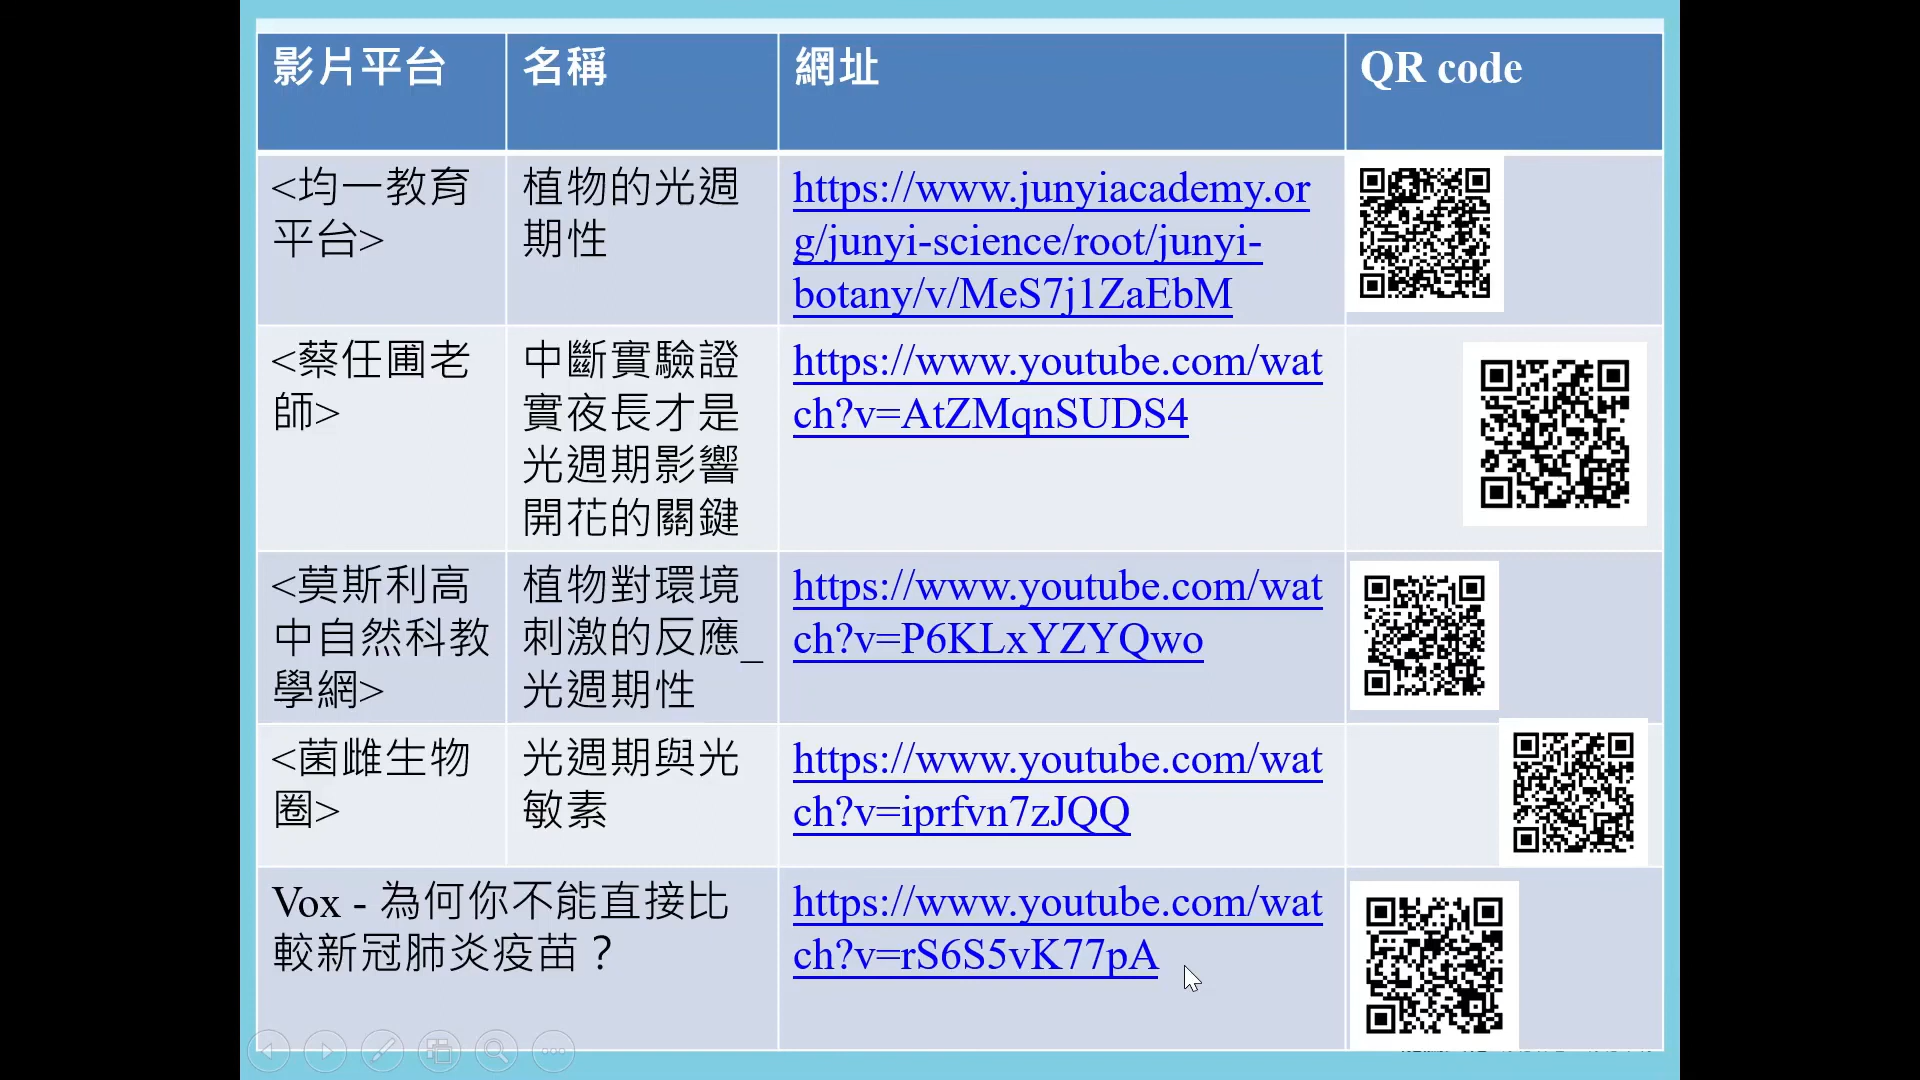 影片平台
名稱
網址
QR code
<均一教育
平台>
植物的光週
期性
https://www.junyiacademy.or
g/junyi-science/root/junyi-
botany/v/MeS7j1ZaEbM
<蔡任圃老
師>
中斷實驗證
實夜長才是
光週期影響
開花的關鍵
https://www.youtube.com/wat
ch?v=AtZMqnSUDS4
<莫斯利高
中自然科教
學網>
植物對環境
刺激的反應_
光週期性
https://www.youtube.com/wat
ch?v=P6KLxYZYQwo
<菌雌生物
圈>
光週期與光
敏素
https://www.youtube.com/wat
ch?v=iprfvn7zJQQ
Vox - 為何你不能直接比
較新冠肺炎疫苗？
https://www.youtube.com/wat
ch?v=rS6S5vK77pA